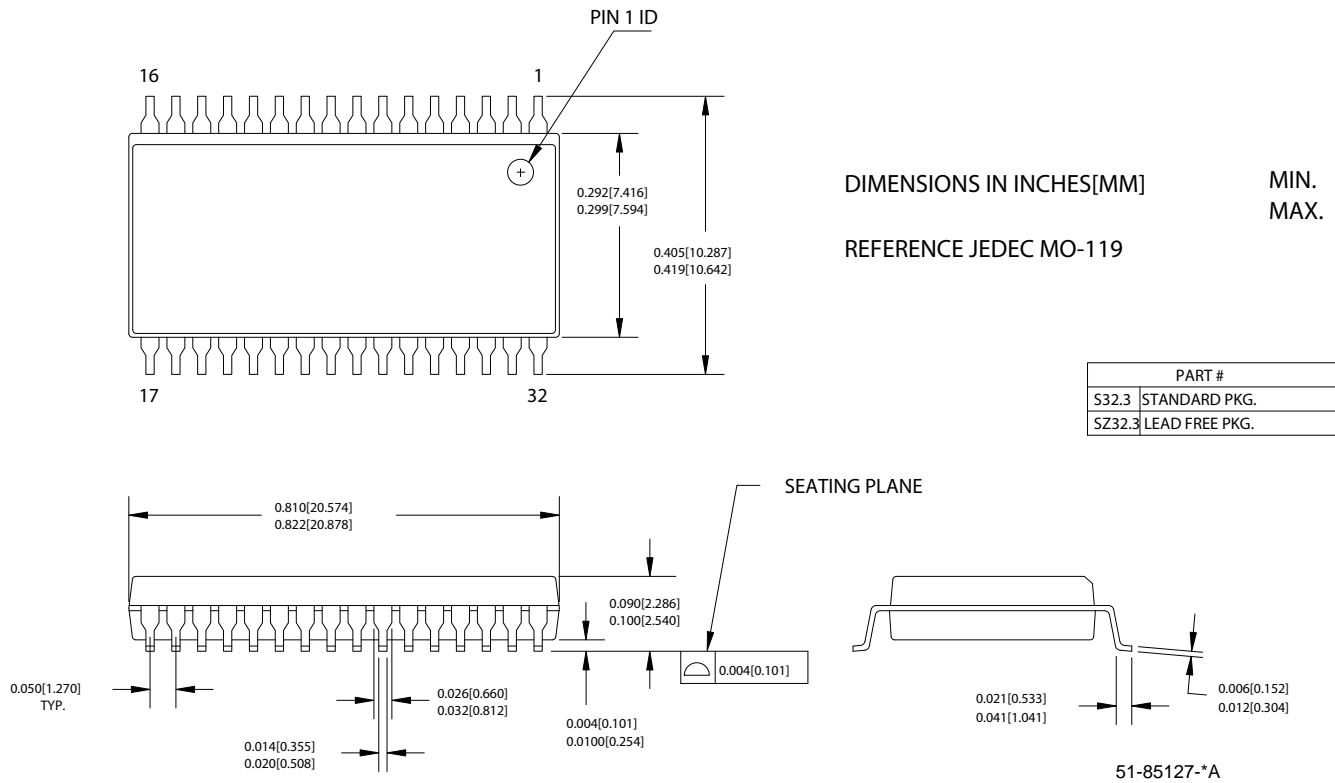 PIN 1 ID
16 1
0.292[7.416]
0.299[7.594]
DIMENSIONS IN INCHES[MM] MIN.
MAX.
0.405[10.287]
0.419[10.642]
REFERENCE JEDEC MO-119
17 32
PART #
S32.3 STANDARD PKG.
SZ32.3 LEAD FREE PKG.
SEATING PLANE
0.810[20.574]
0.822[20.878]
0.090[2.286]
0.100[2.540]
0.004[0.101]
0.050[1.270]
TYP.
0.026[0.660]
0.032[0.812]
0.014[0.355]
0.020[0.508]
0.004[0.101]
0.0100[0.254]
0.021[0.533]
0.041[1.041]
0.006[0.152]
0.012[0.304]
51-85127-*A